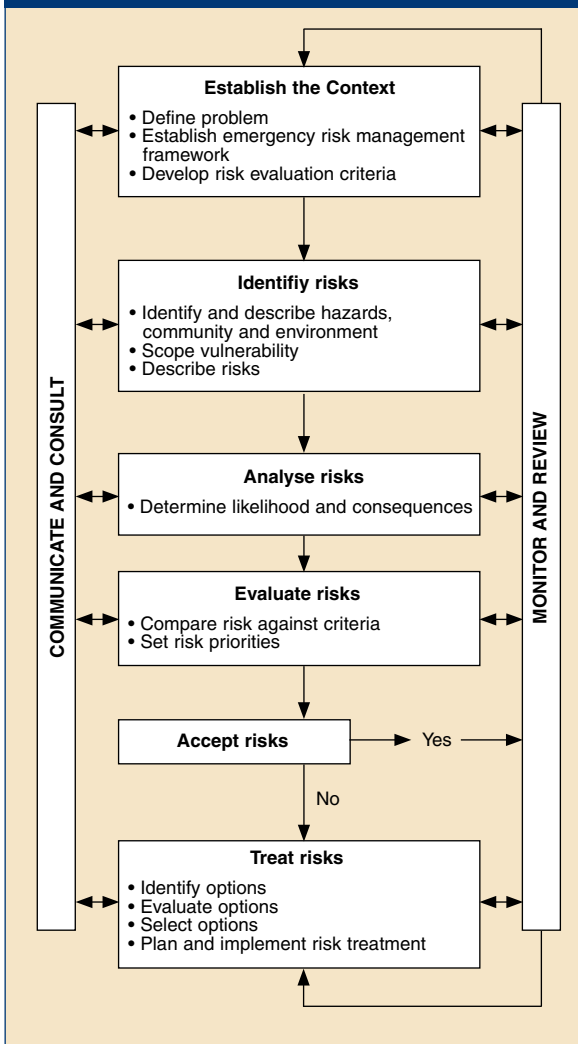 Establish the Context
• Define problem
• Establish emergency risk management
framework
• Develop risk evaluation criteria
Identifiy risks
• Identify and describe hazards,
community and environment
• Scope vulnerability
• Describe risks
Analyse risks
• Determine likelihood and consequences
Evaluate risks
• Compare risk against criteria
• Set risk priorities
Accept risks
Yes
No
Treat risks
• Identify options
• Evaluate options
• Select options
• Plan and implement risk treatment
COMMUNICATE AND CONSULT
MONITOR AND REVIEW